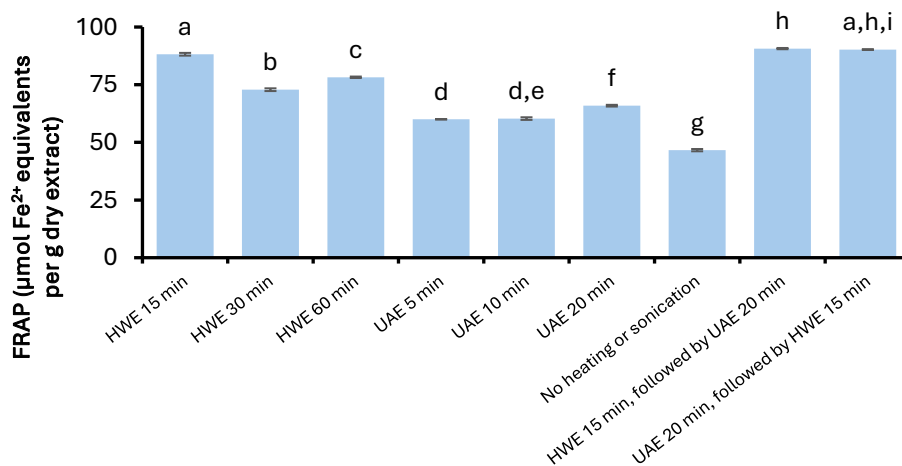 FRAP (µmol Fe²⁺ equivalents
per g dry extract)
100
75
50
25
0
a
b
c
d
d,e
f
g
h
a,h,i
HWE 15 min
HWE 30 min
HWE 60 min
UAE 5 min
UAE 10 min
UAE 20 min
No heating or sonication
HWE 15 min, followed by UAE 20 min
UAE 20 min, followed by HWE 15 min